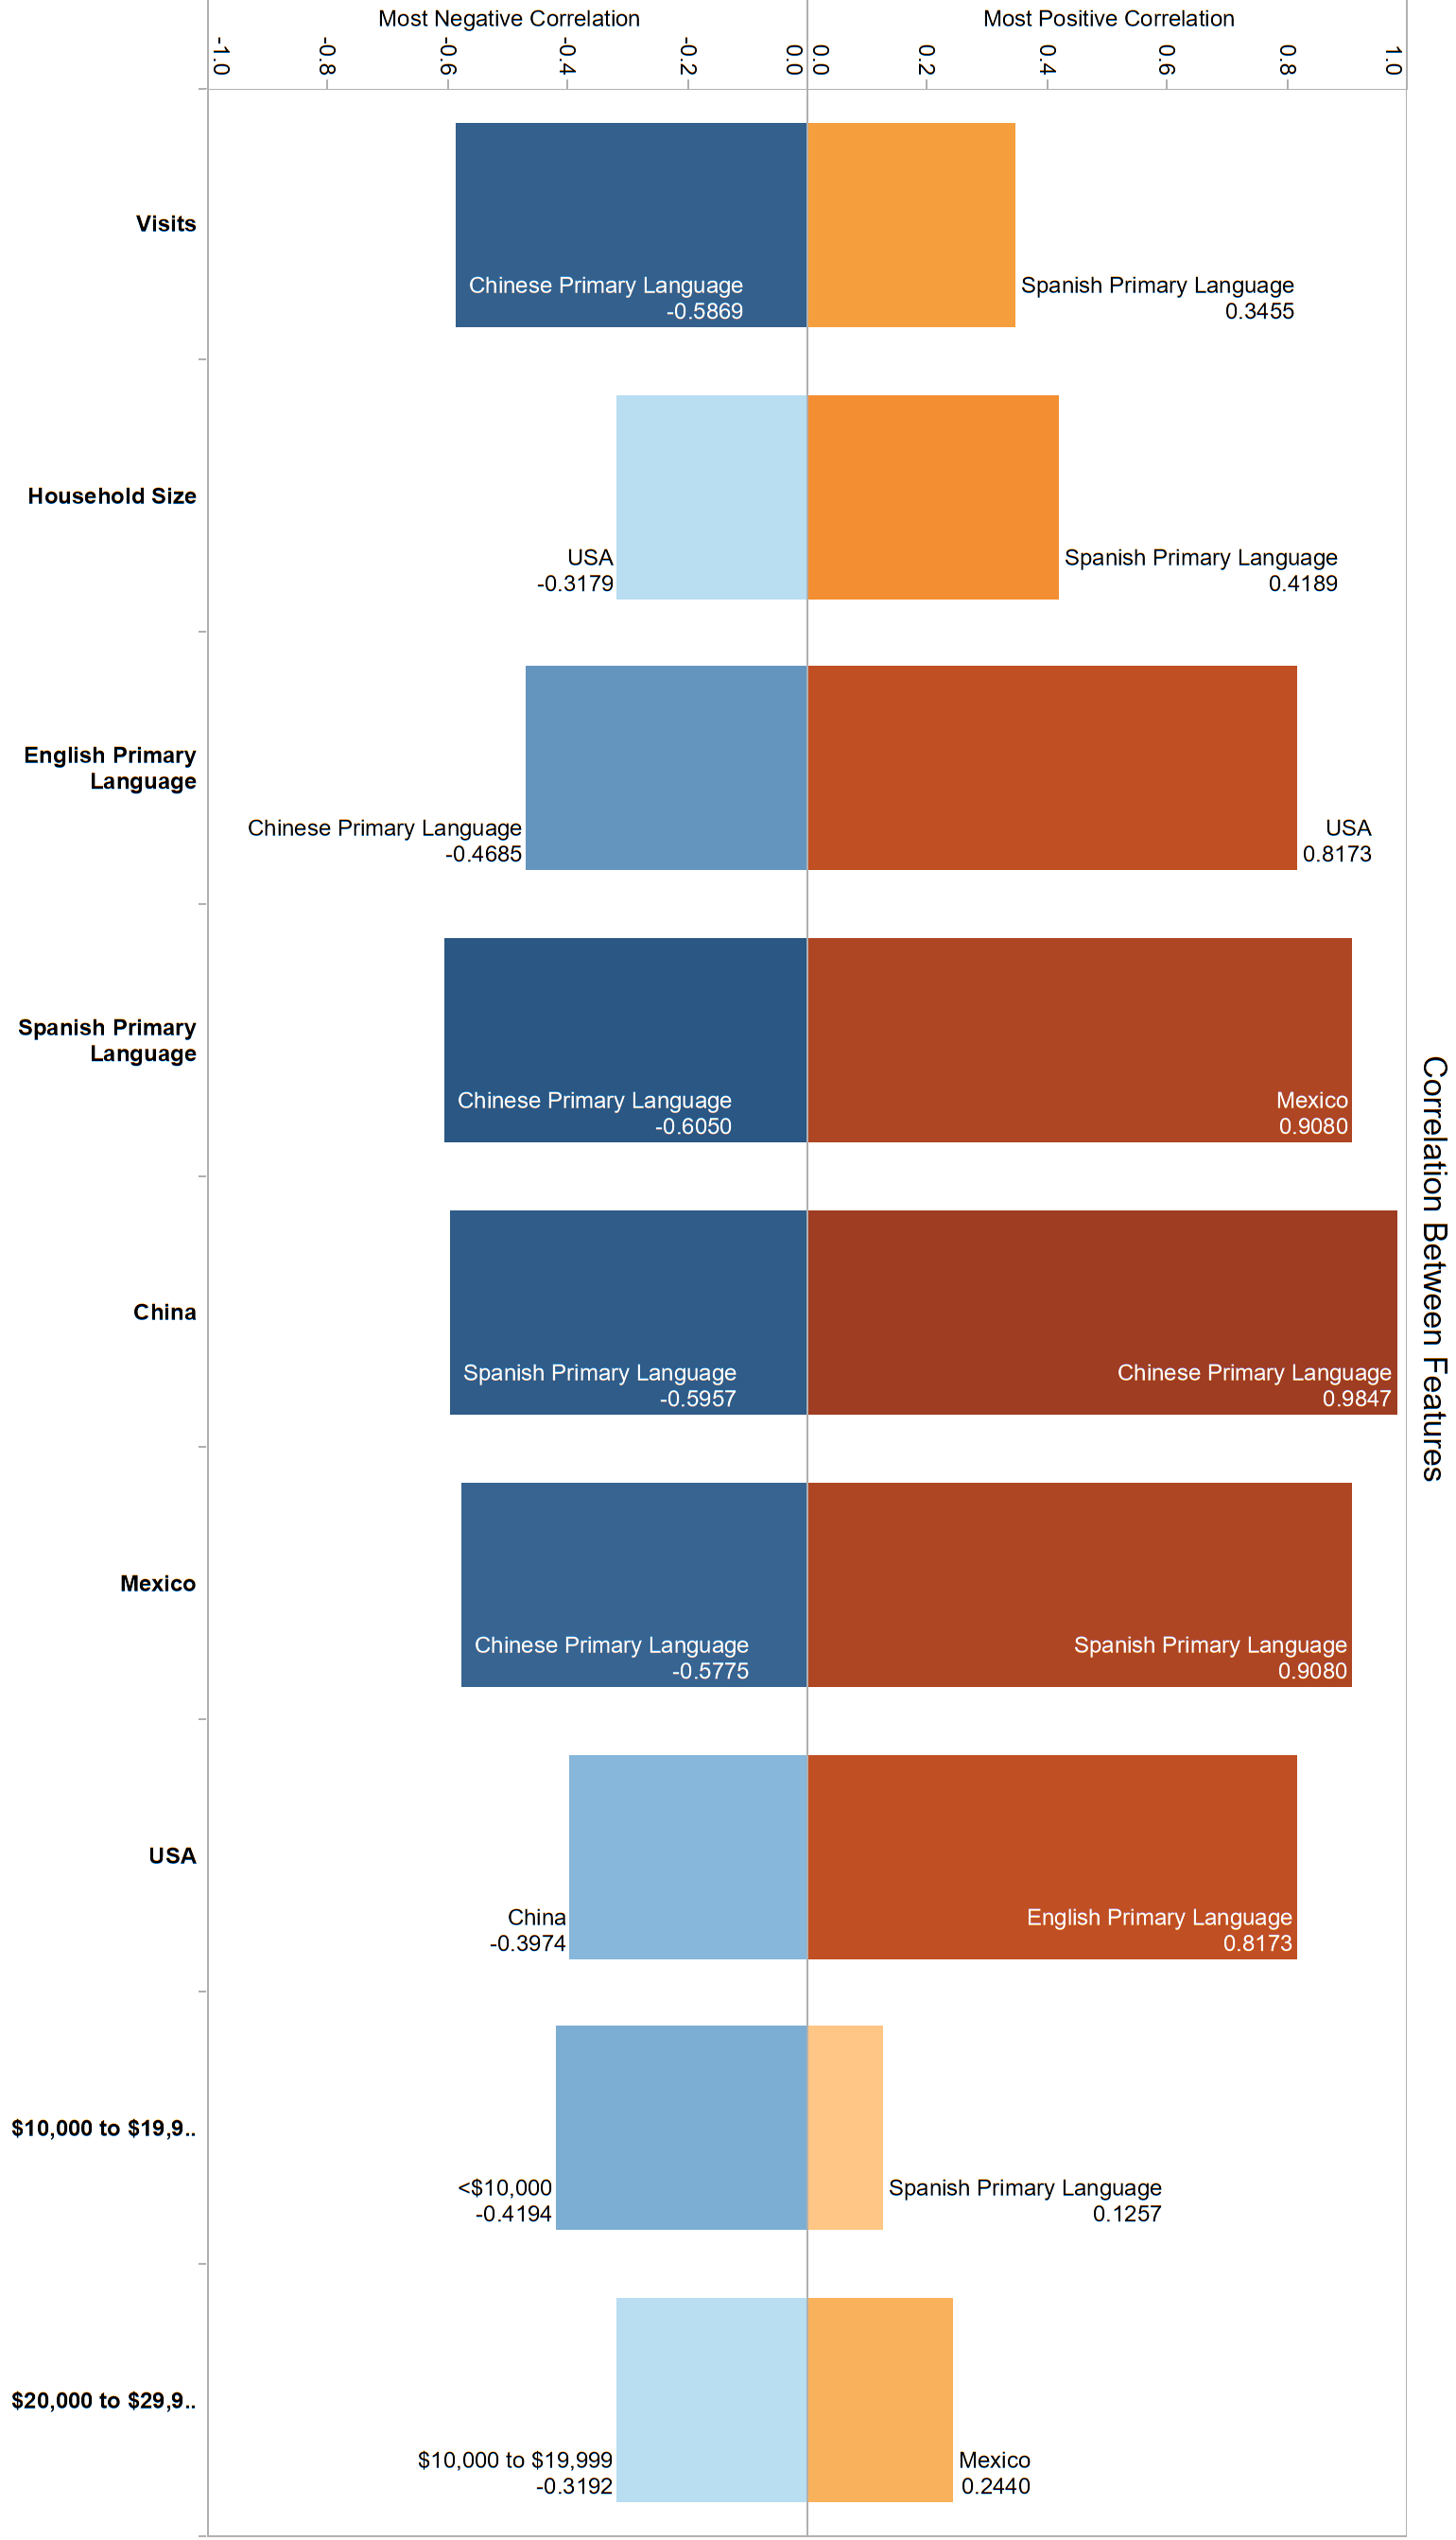 Correlation Between Features
Most Negative Correlation
Most Positive Correlation
-1.0
-0.8
-0.6
-0.4
-0.2
0.0
0.0
0.2
0.4
0.6
0.8
1.0
Visits
Chinese Primary Language
-0.5869
Spanish Primary Language
0.3455
Household Size
USA
-0.3179
Spanish Primary Language
0.4189
English Primary
Language
Chinese Primary Language
-0.4685
USA
0.8173
Spanish Primary
Language
Chinese Primary Language
-0.6050
Mexico
0.9080
China
Spanish Primary Language
-0.5957
Chinese Primary Language
0.9847
Mexico
Chinese Primary Language
-0.5775
Spanish Primary Language
0.9080
USA
China
-0.3974
English Primary Language
0.8173
$10,000 to $19,9..
<$10,000
-0.4194
Spanish Primary Language
0.1257
$20,000 to $29,9..
$10,000 to $19,999
-0.3192
Mexico
0.2440